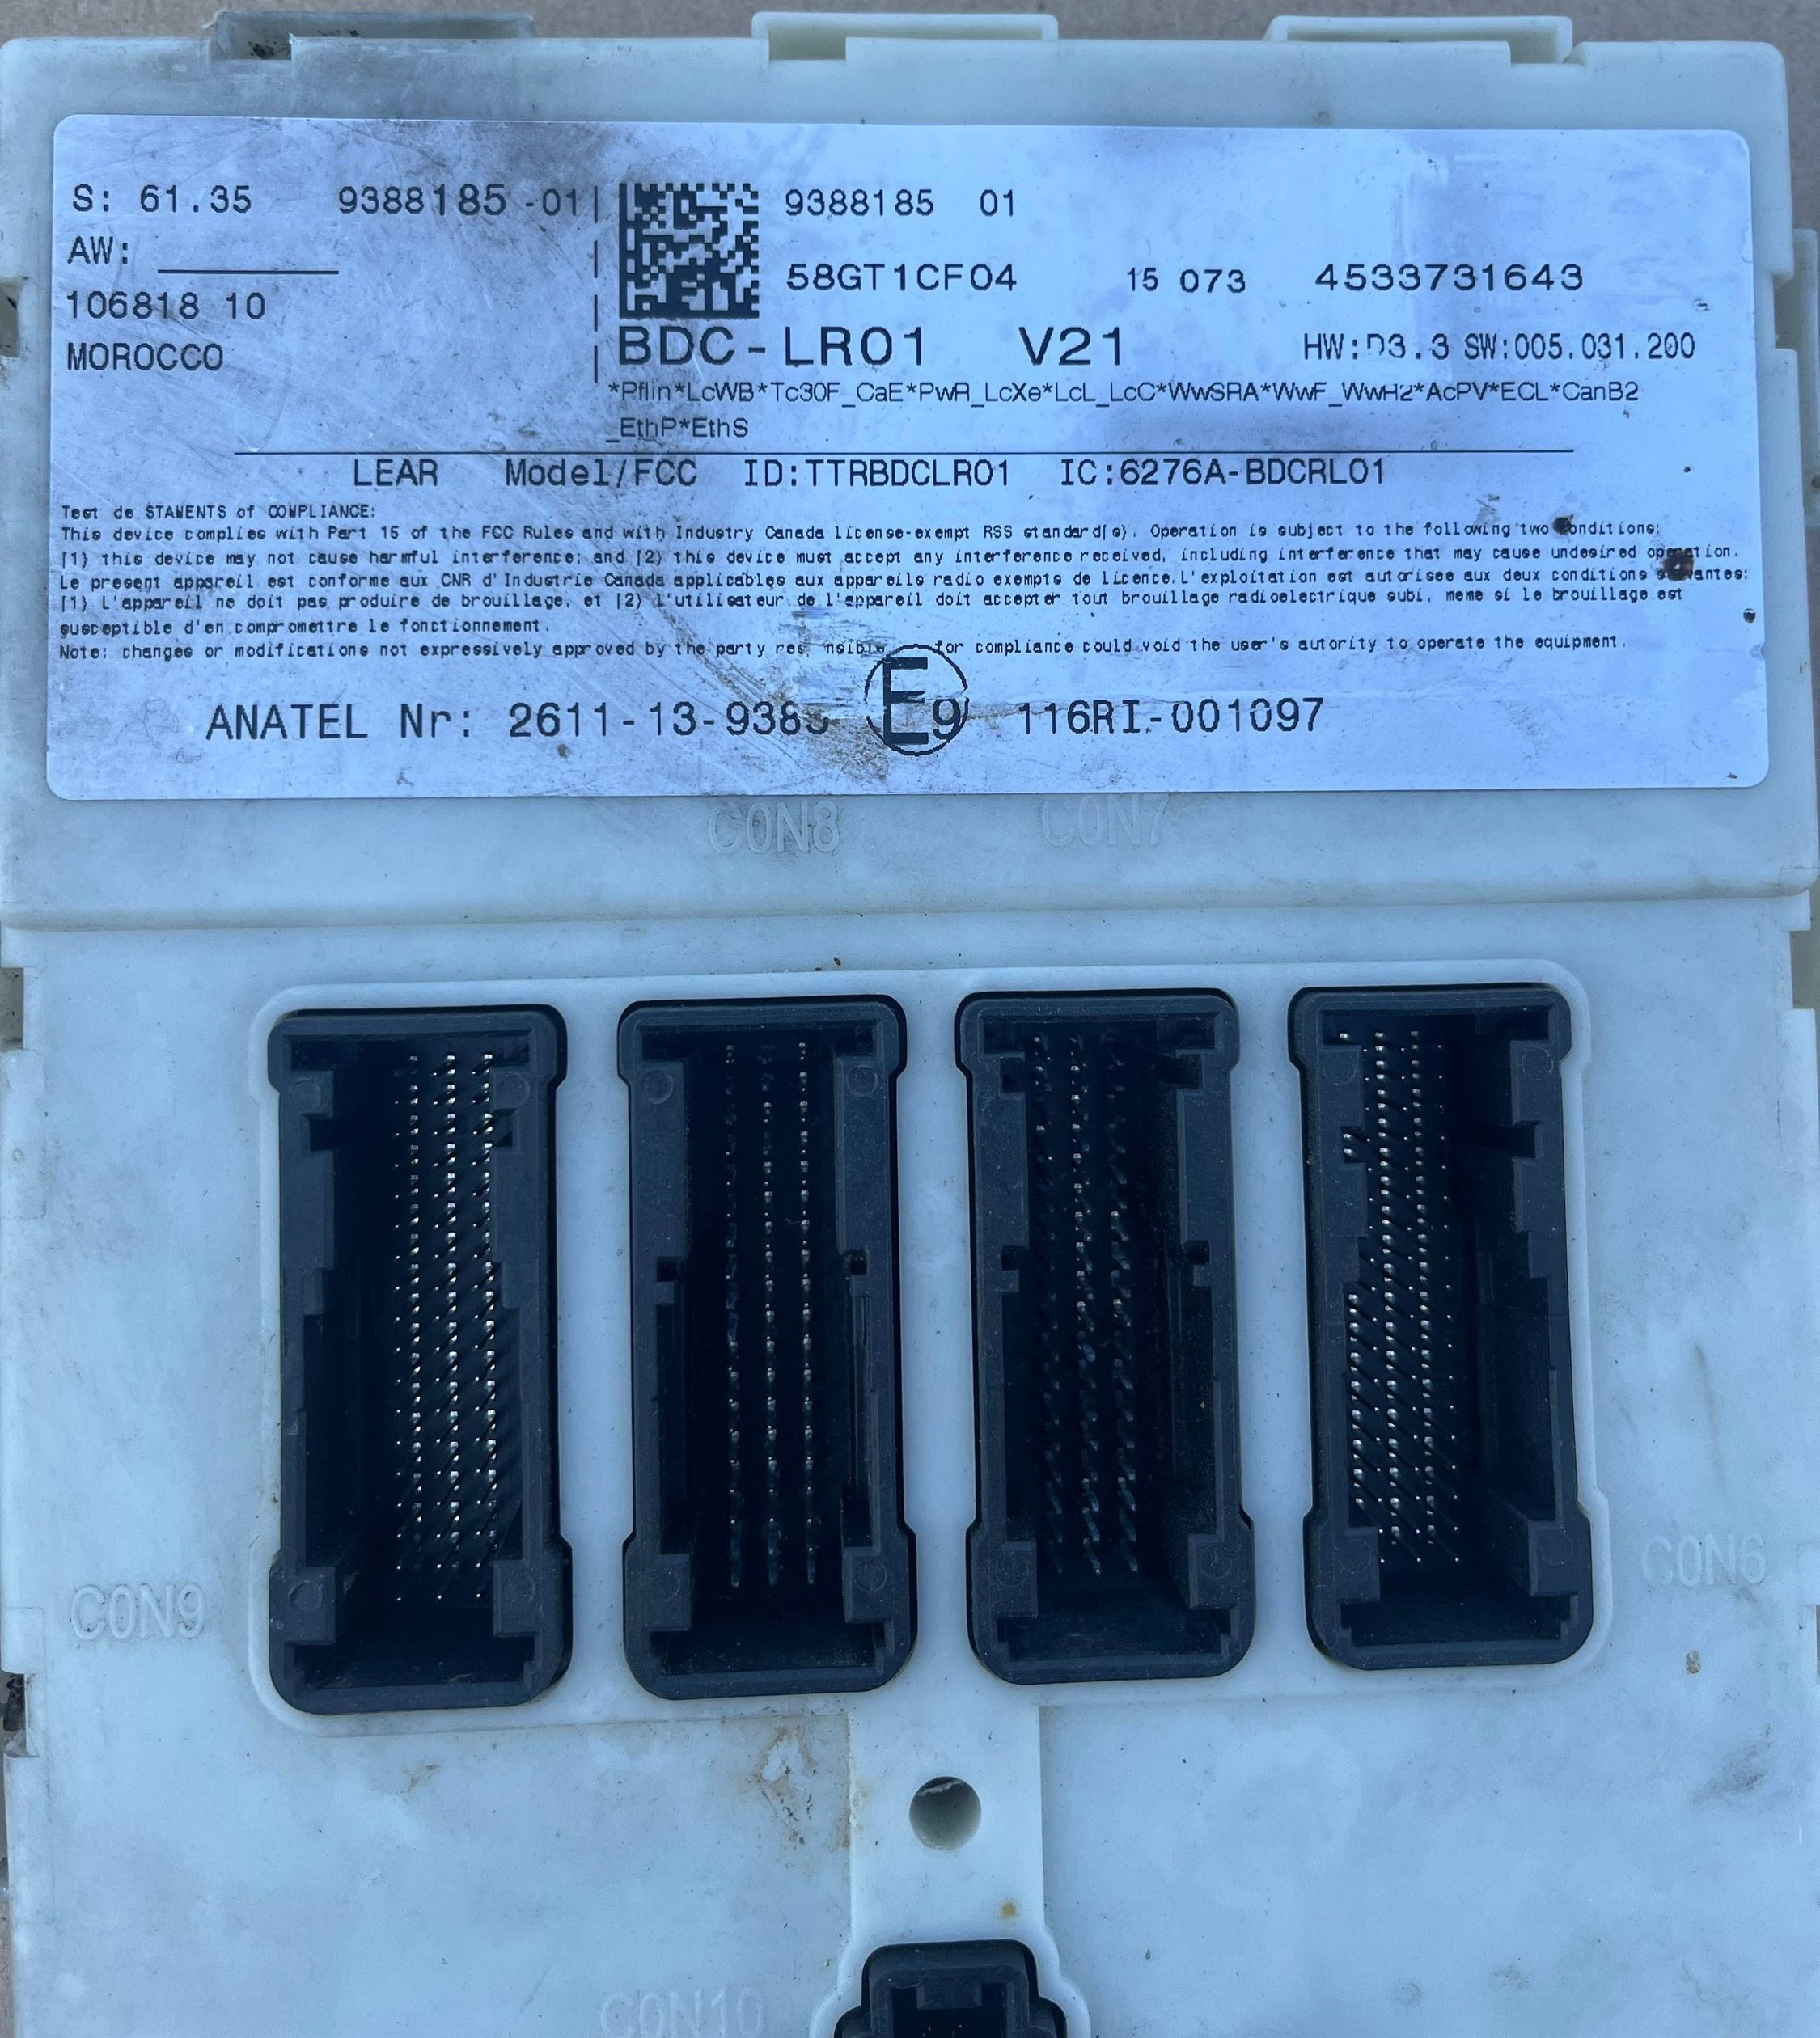 S: 61.35 9388185 -01
AW:
106818 10
MOROCCO
9388185 01
58GT1CF04 15 073 4533731643
BDC-LR01 V21 HW:D3.3 SW:005.031.200
*Pflin*LcWB*Tc30F_CaE*PwR_LcXe*LcL_LcC*WwSRA*WwF_WwH2*AcPV*ECL*CanB2
_EthP*EthS
LEAR Model/FCC ID:TTRBDCLR01 IC:6276A-BDCRL01
Test de STAMENTS of COMPLIANCE:
This device complies with Part 15 of the FCC Rules and with Industry Canada license-exempt RSS standard(s). Operation is subject to the following two conditions:
(1) this device may not cause harmful interference; and (2) this device must accept any interference received, including interference that may cause undesired operation.
Le present appareil est conforme aux CNR d'Industrie Canada applicables aux appareils radio exempts de licence.L'exploitation est autorisee aux deux conditions suivantes:
(1) L'appareil ne doit pas produire de brouillage, et (2) l'utilisateur de l'appareil doit accepter tout brouillage radioelectrique subi, meme si le brouillage est
susceptible d'en compromettre le fonctionnement.
Note: changes or modifications not expressively approved by the party responsible for compliance could void the user's autority to operate the equipment.
ANATEL Nr: 2611-13-938 E9 116RI-001097
CON8 CON7
CON9
CON6
CON10